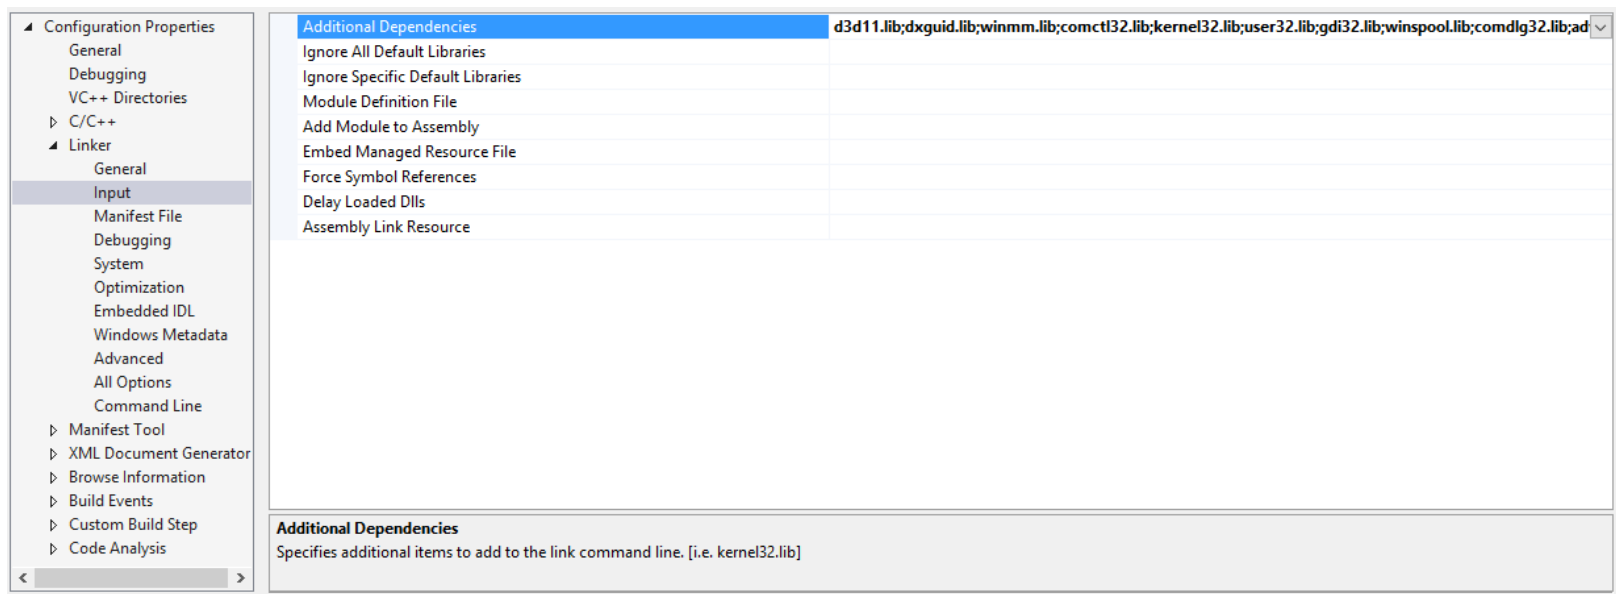 Configuration Properties
General
Debugging
VC++ Directories
C/C++
Linker
General
Input
Manifest File
Debugging
System
Optimization
Embedded IDL
Windows Metadata
Advanced
All Options
Command Line
Manifest Tool
XML Document Generator
Browse Information
Build Events
Custom Build Step
Code Analysis
Additional Dependencies d3d11.lib;dxguid.lib;winmm.lib;comctl32.lib;kernel32.lib;user32.lib;gdi32.lib;winspool.lib;comdlg32.lib;ad
Ignore All Default Libraries
Ignore Specific Default Libraries
Module Definition File
Add Module to Assembly
Embed Managed Resource File
Force Symbol References
Delay Loaded Dlls
Assembly Link Resource
Additional Dependencies
Specifies additional items to add to the link command line. [i.e. kernel32.lib]